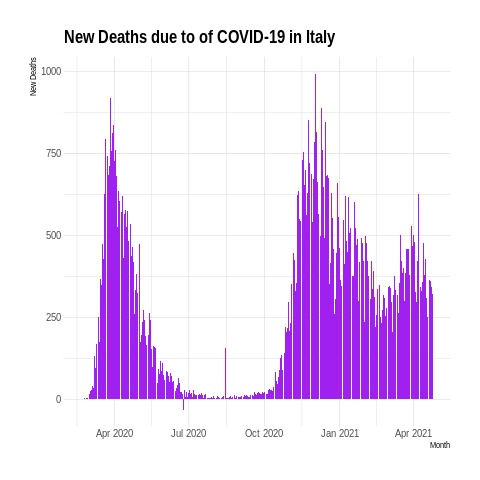 New Deaths due to of COVID-19 in Italy
New Deaths
1000
750
500
250
0
Apr 2020 Jul 2020 Oct 2020 Jan 2021 Apr 2021
Month